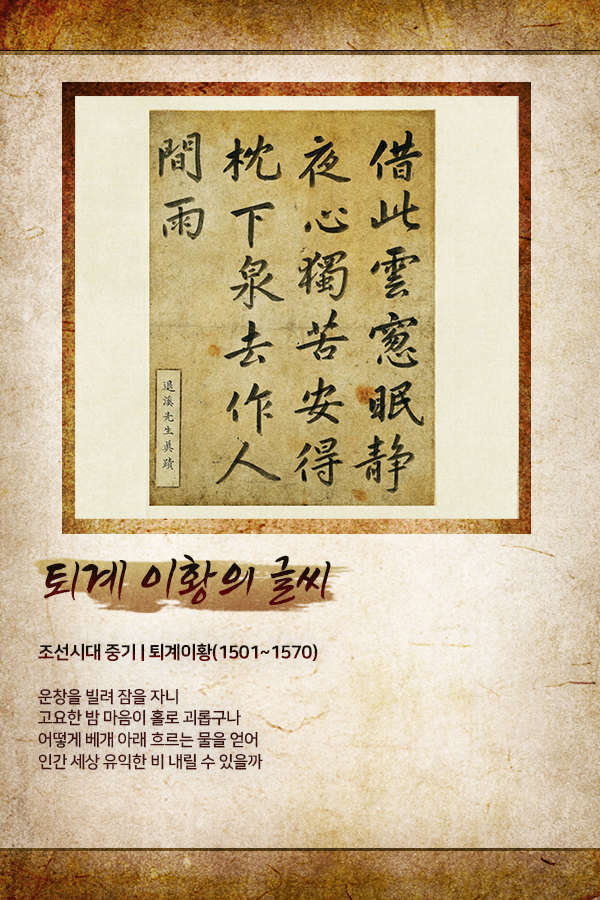 借此雲窓眠静
夜心獨苦安得
枕下泉去作人
間雨
退溪先生眞蹟
퇴계 이황의 글씨
조선시대 중기 | 퇴계이황(1501~1570)
운창을 빌려 잠을 자니
고요한 밤 마음이 홀로 괴롭구나
어떻게 베개 아래 흐르는 물을 얻어
인간 세상 유익한 비 내릴 수 있을까